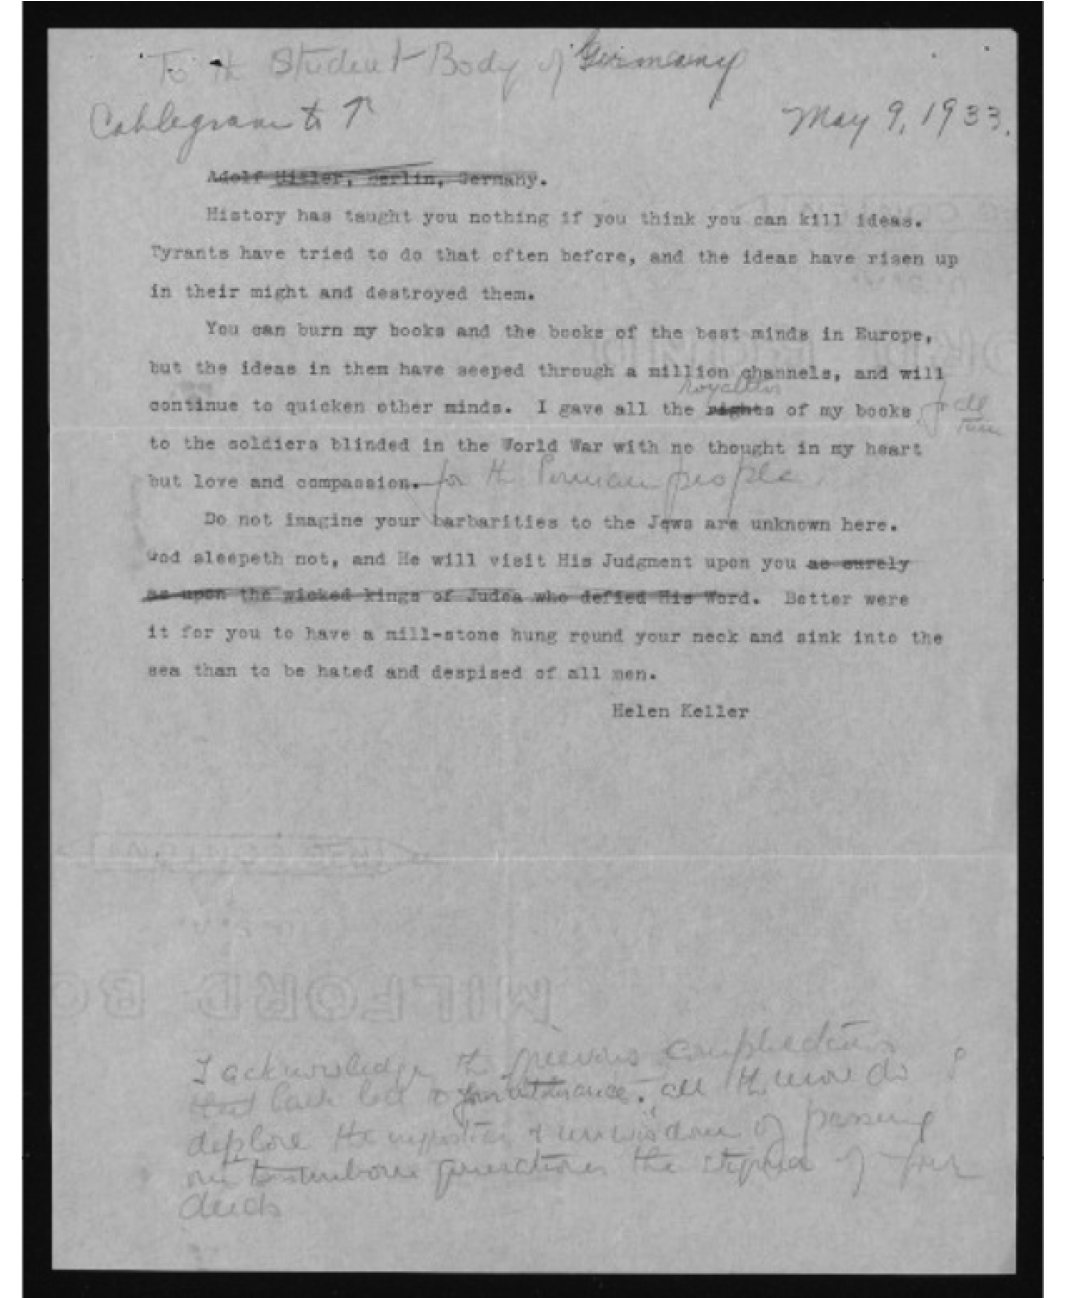 To the Student Body of Germany
Cablegram to
May 9, 1933.
Adolf Hitler, Berlin, Germany.
History has taught you nothing if you think you can kill ideas.
Tyrants have tried to do that often before, and the ideas have risen up
in their might and destroyed them.
You can burn my books and the books of the best minds in Europe,
but the ideas in them have seeped through a million channels, and will
royalties
continue to quicken other minds. I gave all the rights of my books for all
time
to the soldiers blinded in the World War with no thought in my heart
but love and compassion. for the German people.
Do not imagine your barbarities to the Jews are unknown here.
God sleepeth not, and He will visit His Judgment upon you as surely
as upon the wicked kings of Judea who defied His Word. Better were
it for you to have a mill-stone hung round your neck and sink into the
sea than to be hated and despised of all men.
Helen Keller
MILFORD BO
I acknowledge the grievous complications
that have led to your intolerance. all the more do I
deplore the injustice & unwisdom of passing
on to unborn generations the stigma of your
deeds